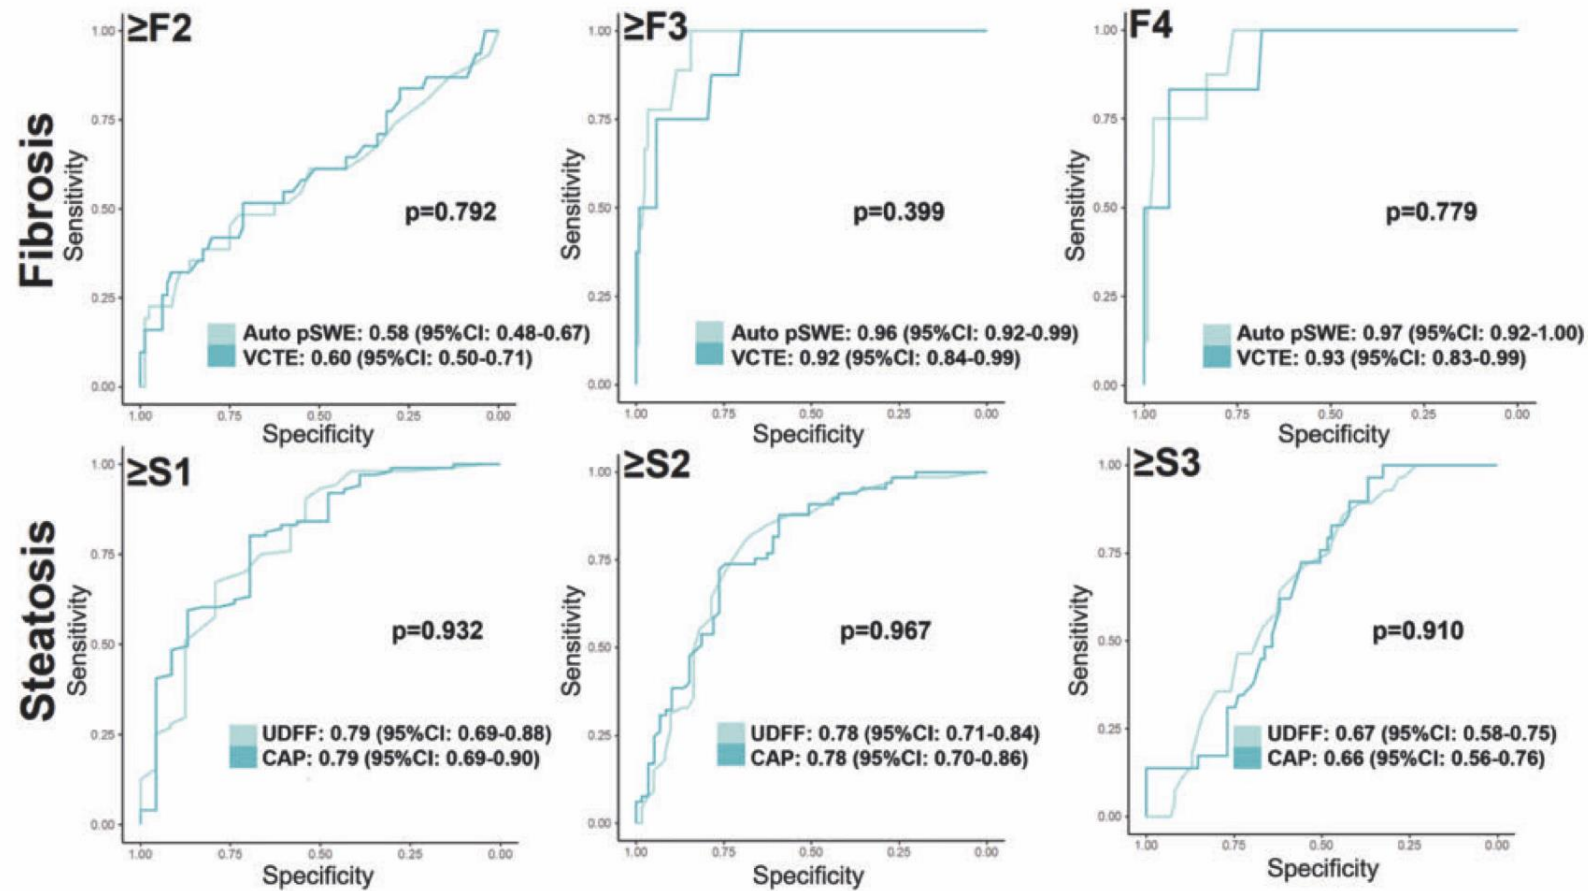 Fibrosis
≥F2
1.00
0.75
0.50
0.25
0.00
Sensitivity
p=0.792
Auto pSWE: 0.58 (95%CI: 0.48-0.67)
VCTE: 0.60 (95%CI: 0.50-0.71)
1.00 0.75 0.50 0.25 0.00
Specificity
≥F3
1.00
0.75
0.50
0.25
0.00
Sensitivity
p=0.399
Auto pSWE: 0.96 (95%CI: 0.92-0.99)
VCTE: 0.92 (95%CI: 0.84-0.99)
1.00 0.75 0.50 0.25 0.00
Specificity
F4
1.00
0.75
0.50
0.25
0.00
Sensitivity
p=0.779
Auto pSWE: 0.97 (95%CI: 0.92-1.00)
VCTE: 0.93 (95%CI: 0.83-0.99)
1.00 0.75 0.50 0.25 0.00
Specificity
Steatosis
≥S1
1.00
0.75
0.50
0.25
0.00
Sensitivity
p=0.932
UDFF: 0.79 (95%CI: 0.69-0.88)
CAP: 0.79 (95%CI: 0.69-0.90)
1.00 0.75 0.50 0.25 0.00
Specificity
≥S2
1.00
0.75
0.50
0.25
0.00
Sensitivity
p=0.967
UDFF: 0.78 (95%CI: 0.71-0.84)
CAP: 0.78 (95%CI: 0.70-0.86)
1.00 0.75 0.50 0.25 0.00
Specificity
≥S3
1.00
0.75
0.50
0.25
0.00
Sensitivity
p=0.910
UDFF: 0.67 (95%CI: 0.58-0.75)
CAP: 0.66 (95%CI: 0.56-0.76)
1.00 0.75 0.50 0.25 0.00
Specificity